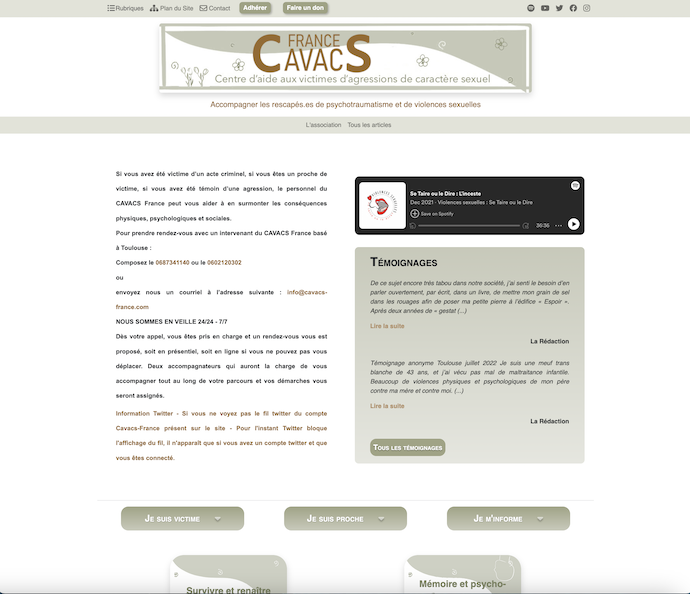 Rubriques Plan du Site Contact Adhérer Faire un don
FRANCE
CAVACS
Centre d'aide aux victimes d'agressions de caractère sexuel
Accompagner les rescapés.es de psychotraumatisme et de violences sexuelles
L'association Tous les articles
Si vous avez été victime d'un acte criminel, si vous êtes un proche de
victime, si vous avez été témoin d'une agression, le personnel du
CAVACS France peut vous aider à en surmonter les conséquences
physiques, psychologiques et sociales.
Pour prendre rendez-vous avec un intervenant du CAVACS France basé
à Toulouse :
Composez le 0687341140 ou le 0602120302
ou
envoyez nous un courriel à l'adresse suivante : info@cavacs-
france.com
NOUS SOMMES EN VEILLE 24/24 - 7/7
Dès votre appel, vous êtes pris en charge et un rendez-vous vous est
proposé, soit en présentiel, soit en ligne si vous ne pouvez pas vous
déplacer. Deux accompagnateurs qui auront la charge de vous
accompagner tout au long de votre parcours et vos démarches vous
seront assignés.
Information Twitter - Si vous ne voyez pas le fil twitter du compte
Cavacs-France présent sur le site - Pour l'instant Twitter bloque
l'affichage du fil, il n'apparaît que si vous avez un compte twitter et que
vous êtes connecté.
Se Taire ou le Dire : L'inceste
Dec 2021 · Violences sexuelles : Se Taire ou le Dire
Save on Spotify
36:35
Témoignages
De ce sujet encore très tabou dans notre société, j'ai senti le besoin d'en
parler ouvertement, par écrit, dans un livre, de mettre mon grain de sel
dans les rouages afin de poser ma petite pierre à l'édifice « Espoir ».
Après deux années de « gestat (...)
Lire la suite
La Rédaction
Témoignage anonyme Toulouse juillet 2022 Je suis une meuf trans
blanche de 43 ans, et j'ai vécu pas mal de maltraitance infantile.
Beaucoup de violences physiques et psychologiques de mon père
contre ma mère et contre moi. (...)
Lire la suite
La Rédaction
Tous les témoignages
Je suis victime Je suis proche Je m'informe
Survivre et renaître
Mémoire et psycho-